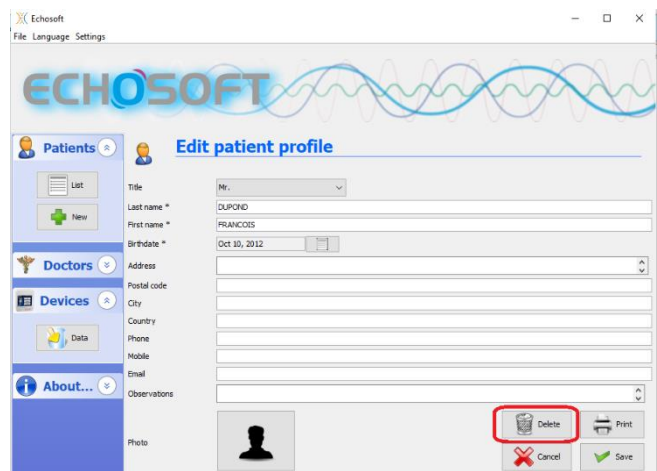 Echosoft
File Language Settings
ECHOSOFT
Patients
List
New
Doctors
Devices
Data
About...
Edit patient profile
Title Mr.
Last name * DUPOND
First name * FRANCOIS
Birthdate * Oct 10, 2012
Address
Postal code
City
Country
Phone
Mobile
Email
Observations
Photo
Delete Print
Cancel Save